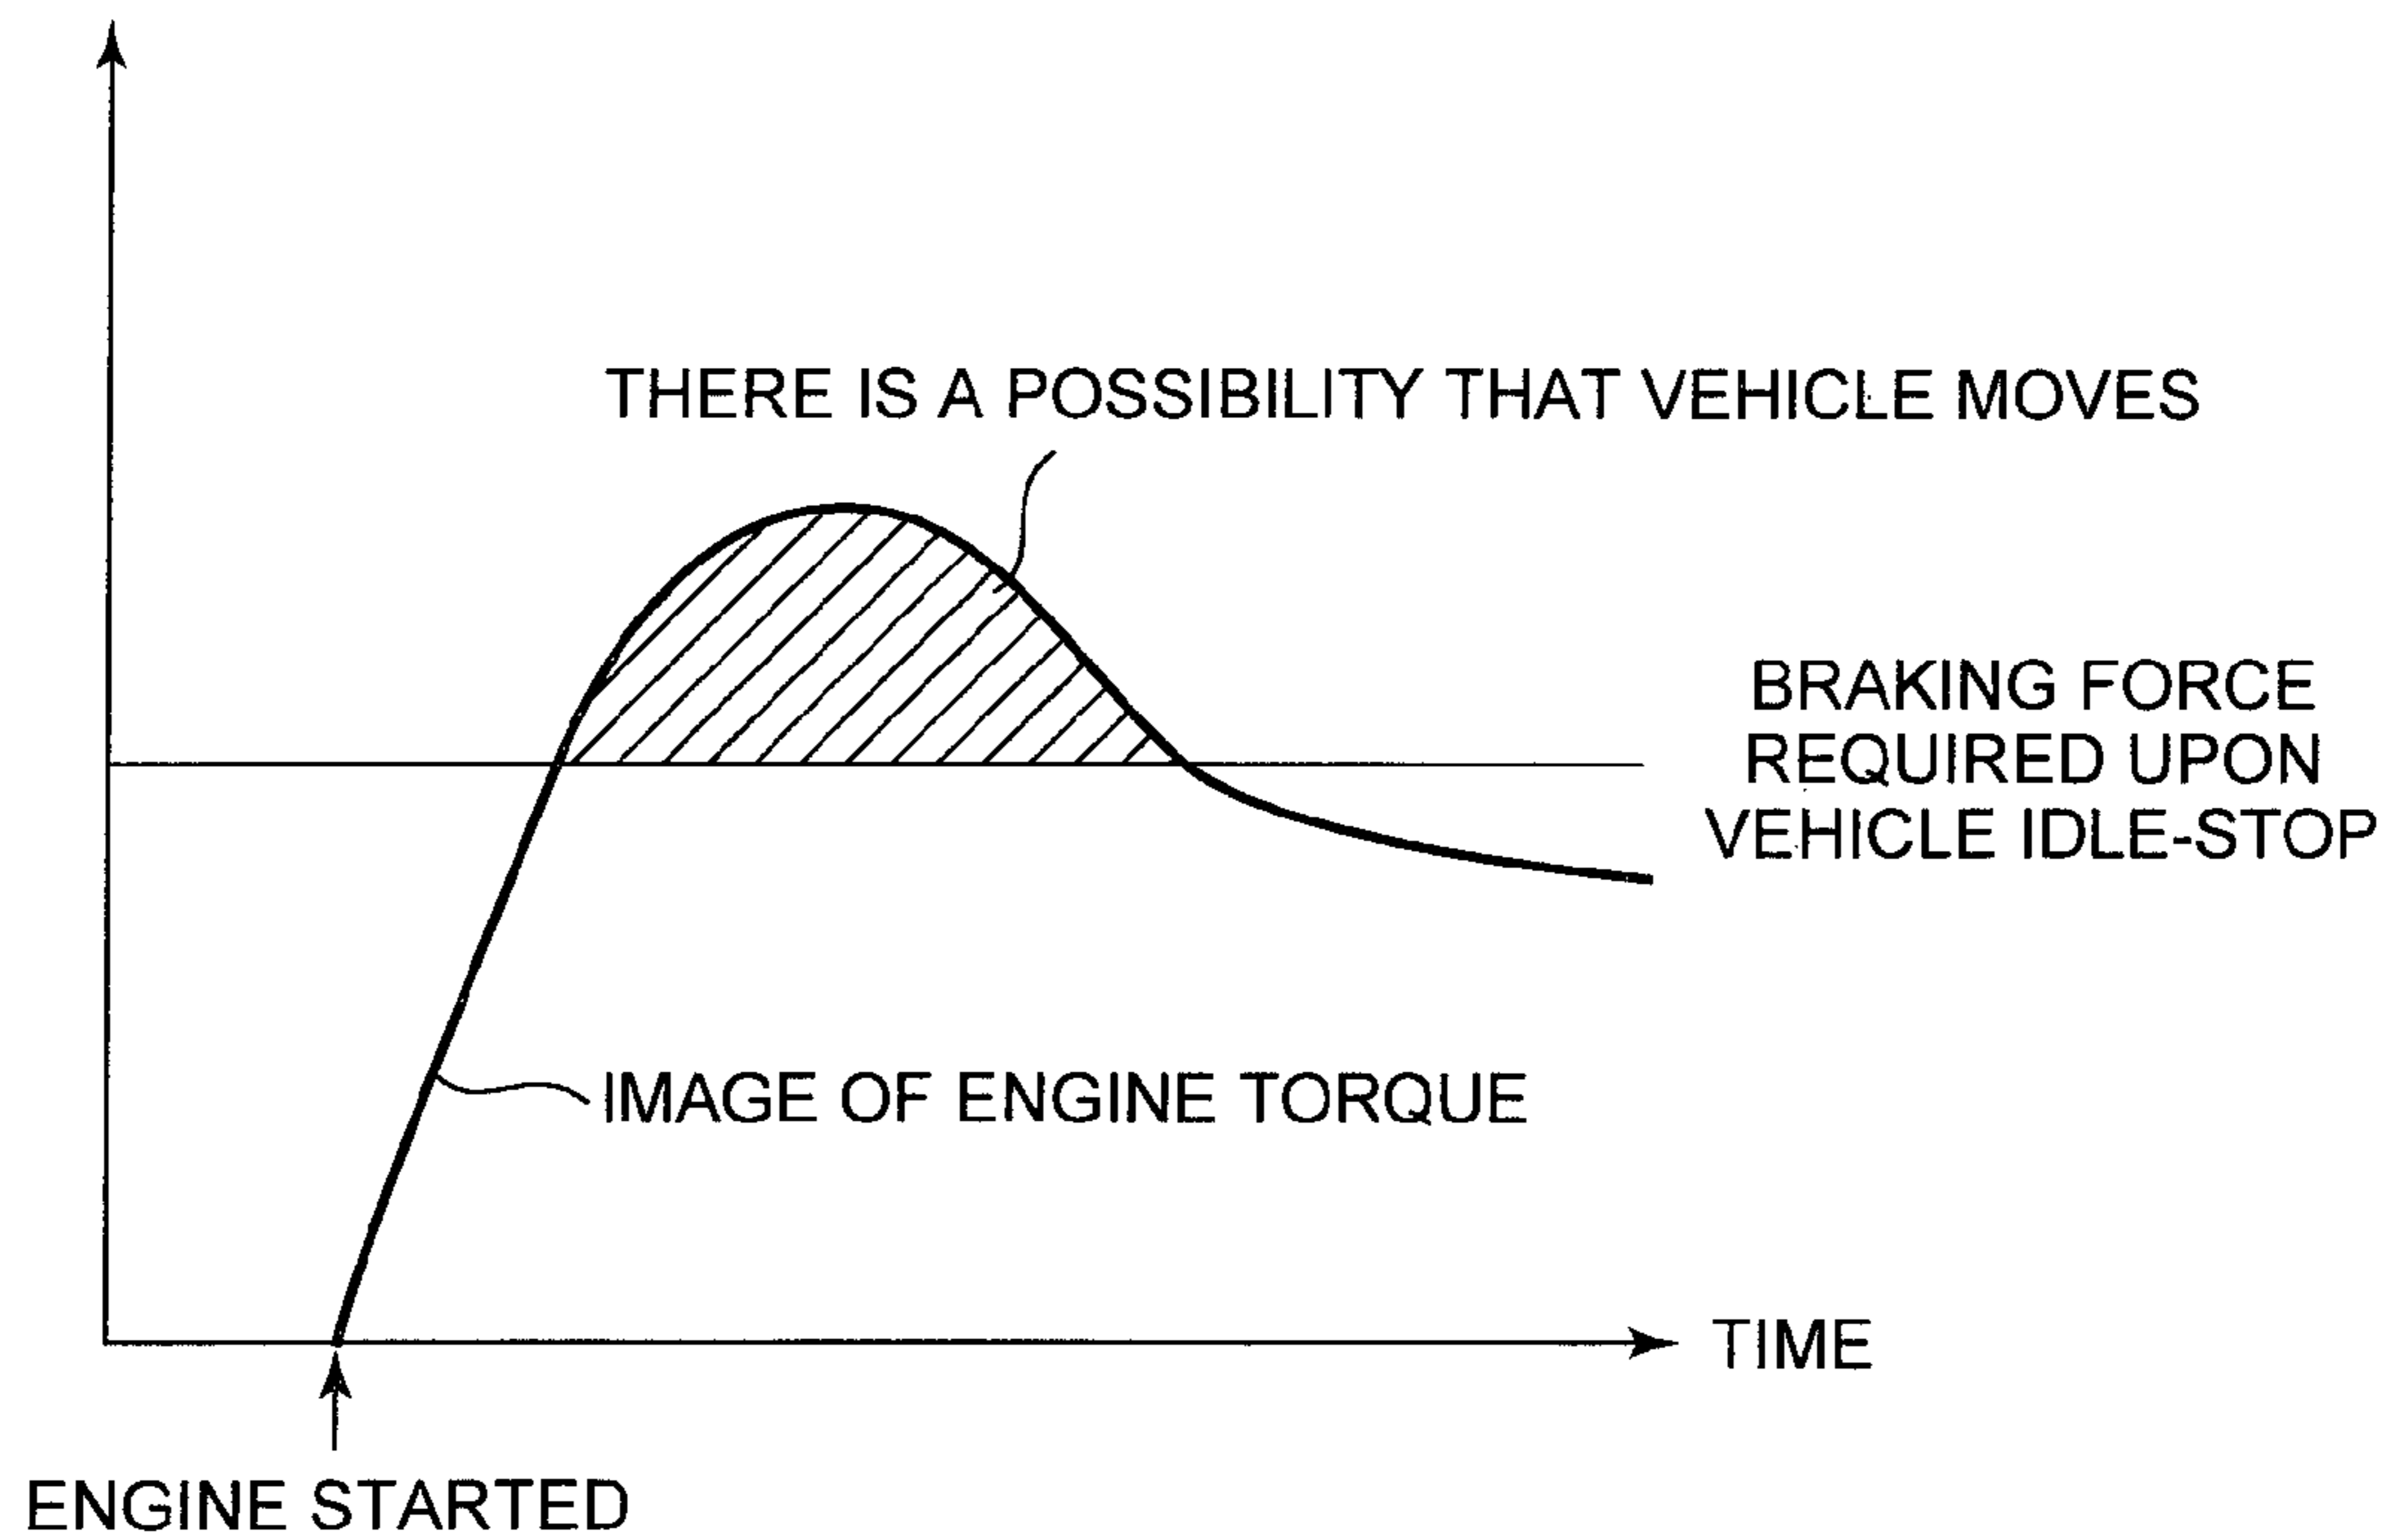 THERE IS A POSSIBILITY THAT VEHICLE MOVES
BRAKING FORCE
REQUIRED UPON
VEHICLE IDLE-STOP
IMAGE OF ENGINE TORQUE
TIME
ENGINE STARTED